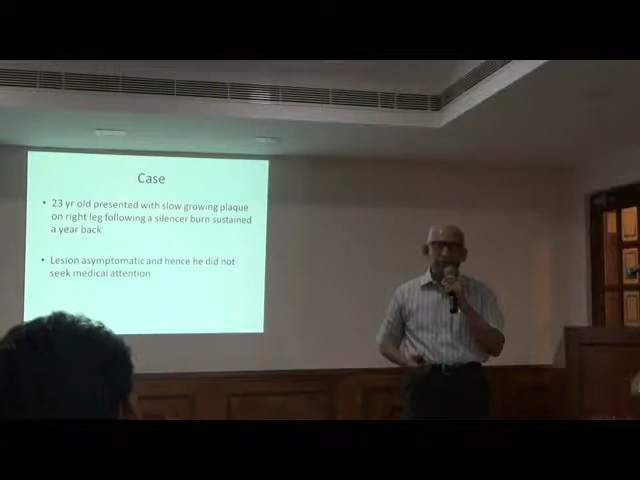 Case
• 23 yr old presented with slow growing plaque
on right leg following a silencer burn sustained
a year back
• Lesion asymptomatic and hence he did not
seek medical attention